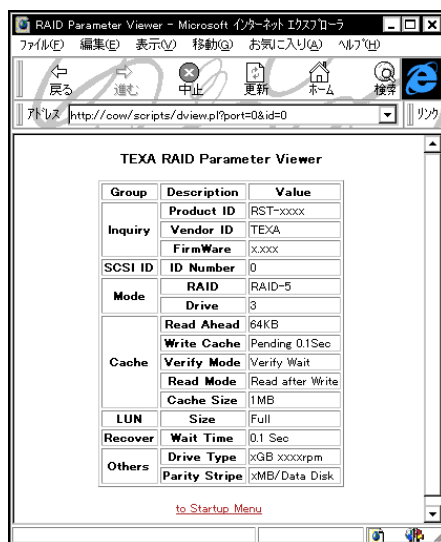 RAID Parameter Viewer - Microsoft インターネット エクスプローラ
ファイル(F) 編集(E) 表示(V) 移動(G) お気に入り(A) ヘルプ(H)
戻る 進む 中止 更新 ホーム 検索
アドレス http://cow/scripts/dview.pl?port=0&id=0 リンク
TEXA RAID Parameter Viewer
Group Description Value
Inquiry Product ID RST-xxxx
Vendor ID TEXA
FirmWare x.xxx
SCSI ID ID Number 0
Mode RAID RAID-5
Drive 3
Cache Read Ahead 64KB
Write Cache Pending 0.1Sec
Verify Mode Verify Wait
Read Mode Read after Write
Cache Size 1MB
LUN Size Full
Recover Wait Time 0.1 Sec
Others Drive Type xGB xxxxrpm
Parity Stripe xMB/Data Disk
to Startup Menu